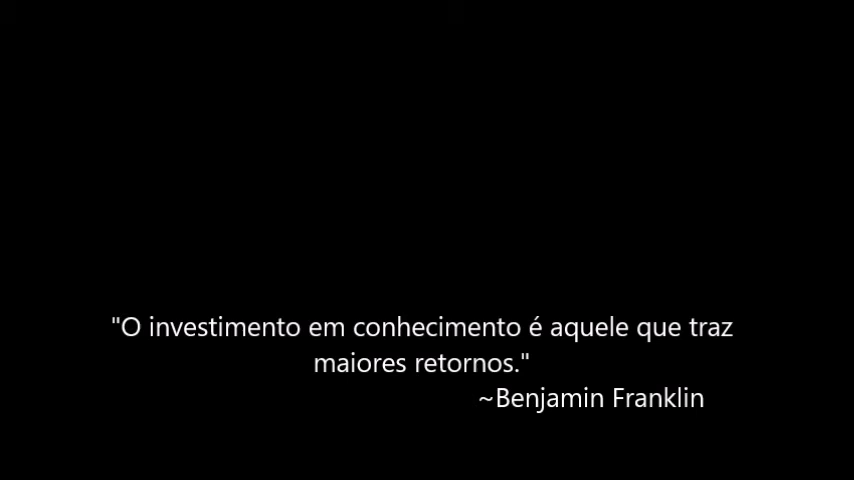 "O investimento em conhecimento é aquele que traz
maiores retornos."
~Benjamin Franklin